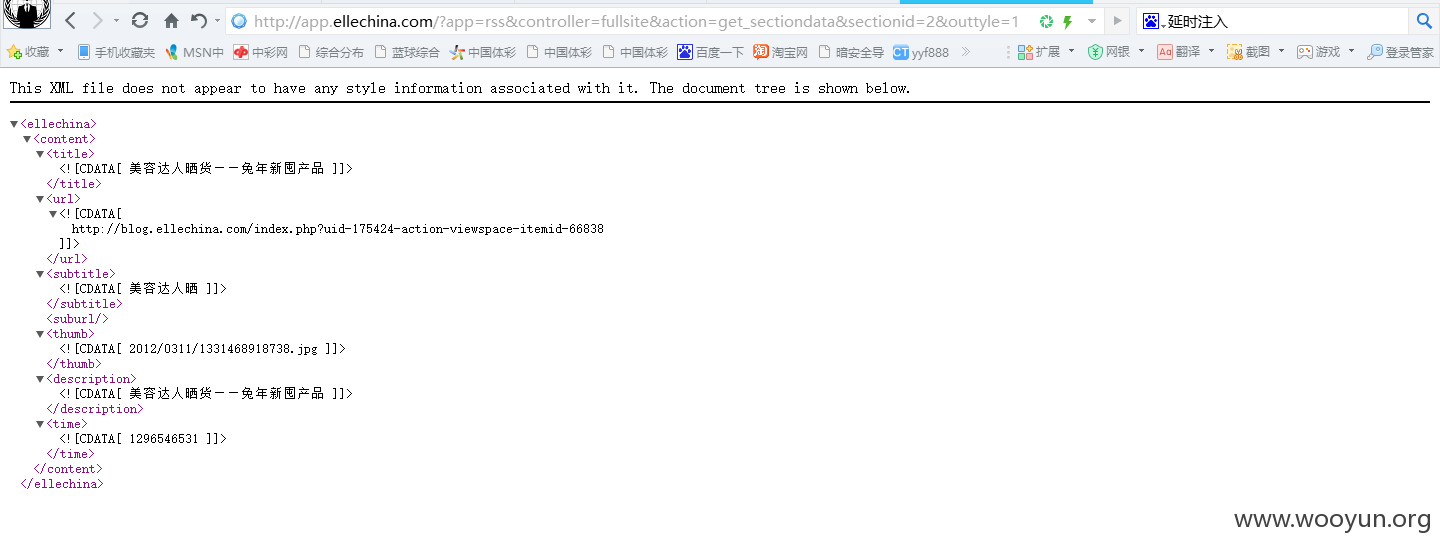 http://app.ellechina.com/?app=rss&controller=fullsite&action=get_sectiondata&sectionid=2&outtyle=1 延时注入
收藏 手机收藏夹 MSN中 中彩网 综合分布 蓝球综合 中国体彩 中国体彩 中国体彩 百度一下 淘宝网 暗安全导 CT yyf888 » 扩展 网银 Aa 翻译 截图 游戏 登录管家
This XML file does not appear to have any style information associated with it. The document tree is shown below.
▼<ellechina>
▼<content>
▼<title>
<![CDATA[ 美容达人晒货——兔年新囤产品 ]]>
</title>
▼<url>
▼<![CDATA[
http://blog.ellechina.com/index.php?uid-175424-action-viewspace-itemid-66838
]]>
</url>
▼<subtitle>
<![CDATA[ 美容达人晒 ]]>
</subtitle>
<suburl/>
▼<thumb>
<![CDATA[ 2012/0311/1331468918738.jpg ]]>
</thumb>
▼<description>
<![CDATA[ 美容达人晒货——兔年新囤产品 ]]>
</description>
▼<time>
<![CDATA[ 1296546531 ]]>
</time>
</content>
</ellechina>
www.wooyun.org